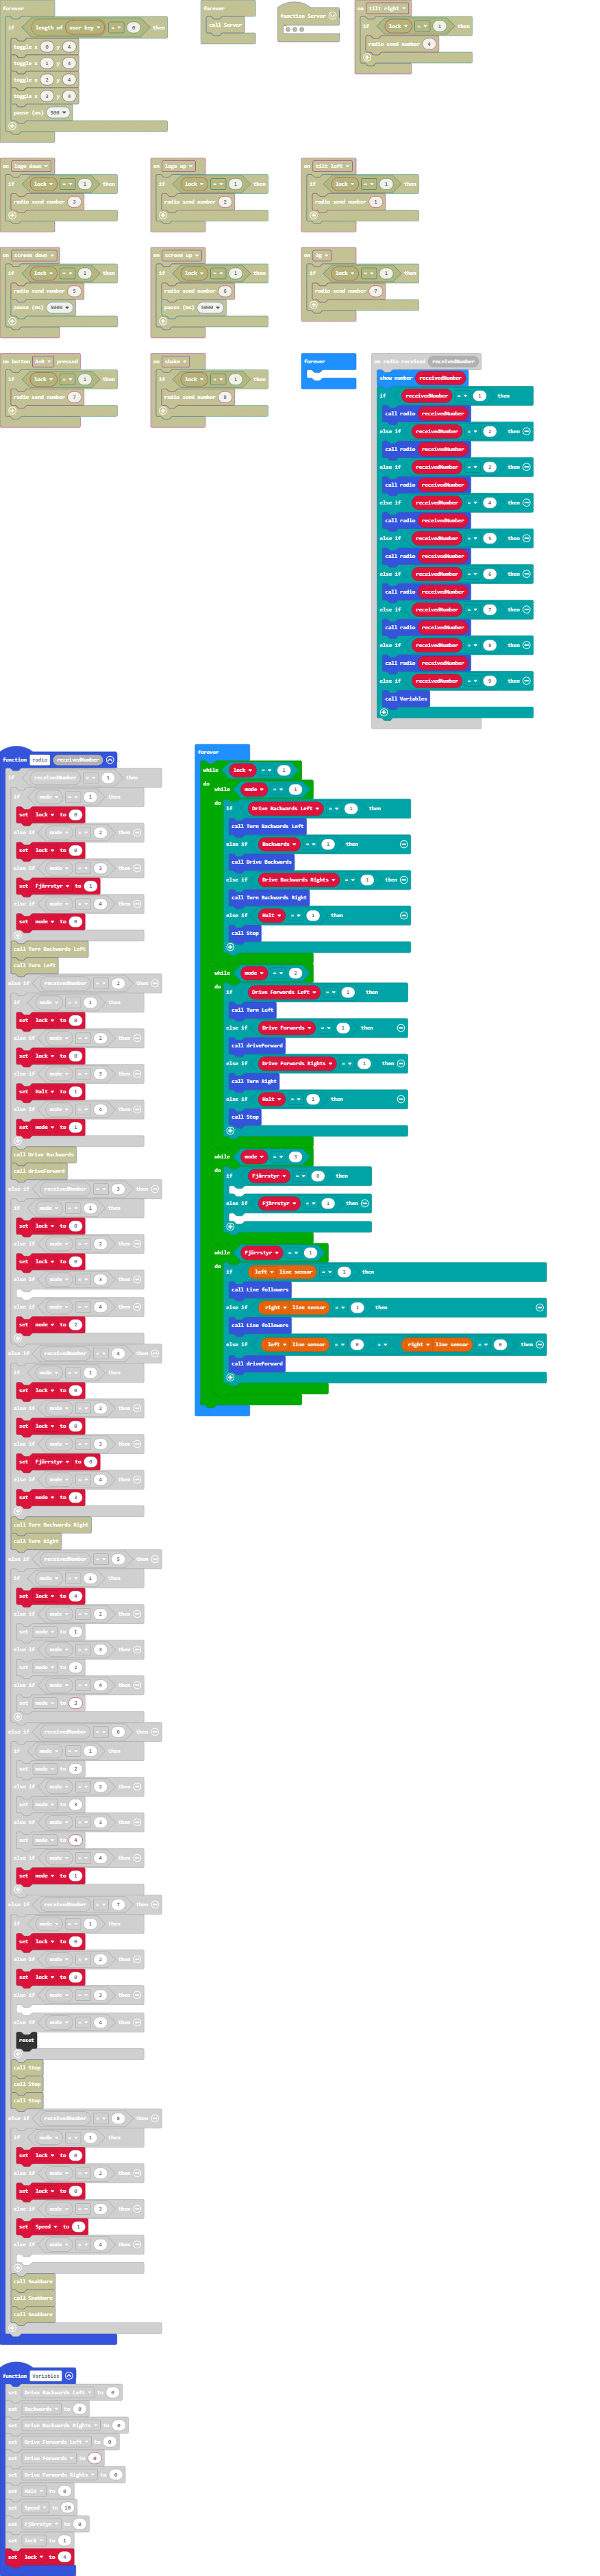 forever
if length of user key = 0 then
toggle x 0 y 4
toggle x 1 y 4
toggle x 2 y 4
toggle x 3 y 4
pause (ms) 500
forever
call Server
function Server
on tilt right
if lock = 1 then
radio send number 4
on logo down
if lock = 1 then
radio send number 3
on logo up
if lock = 1 then
radio send number 2
on tilt left
if lock = 1 then
radio send number 1
on screen down
if lock = 1 then
radio send number 5
pause (ms) 5000
on screen up
if lock = 1 then
radio send number 6
pause (ms) 5000
on 3g
if lock = 1 then
radio send number 7
on button A+B pressed
if lock = 1 then
radio send number 7
on shake
if lock = 1 then
radio send number 8
forever
on radio received receivedNumber
show number receivedNumber
if receivedNumber = 1 then
call radio receivedNumber
else if receivedNumber = 2 then
call radio receivedNumber
else if receivedNumber = 3 then
call radio receivedNumber
else if receivedNumber = 4 then
call radio receivedNumber
else if receivedNumber = 5 then
call radio receivedNumber
else if receivedNumber = 6 then
call radio receivedNumber
else if receivedNumber = 7 then
call radio receivedNumber
else if receivedNumber = 8 then
call radio receivedNumber
else if receivedNumber = 9 then
call Variables
function radio receivedNumber
if receivedNumber = 1 then
if mode = 1 then
set lock to 0
else if mode = 2 then
set lock to 0
else if mode = 3 then
set Fjärrstyr to 1
else if mode = 4 then
set mode to 0
call Turn Backwards Left
call Turn Left
else if receivedNumber = 2 then
if mode = 1 then
set lock to 0
else if mode = 2 then
set lock to 0
else if mode = 3 then
set Halt to 1
else if mode = 4 then
set mode to 1
call Drive Backwards
call driveForward
else if receivedNumber = 3 then
if mode = 1 then
set lock to 0
else if mode = 2 then
set lock to 0
else if mode = 3 then
else if mode = 4 then
set mode to 2
else if receivedNumber = 4 then
if mode = 1 then
set lock to 0
else if mode = 2 then
set lock to 0
else if mode = 3 then
set Fjärrstyr to 0
else if mode = 4 then
set mode to 3
call Turn Backwards Right
call Turn Right
else if receivedNumber = 5 then
if mode = 1 then
set lock to 4
else if mode = 2 then
set mode to 1
else if mode = 3 then
set mode to 2
else if mode = 4 then
set mode to 3
else if receivedNumber = 6 then
if mode = 1 then
set mode to 2
else if mode = 2 then
set mode to 3
else if mode = 3 then
set mode to 4
else if mode = 4 then
set mode to 1
else if receivedNumber = 7 then
if mode = 1 then
set lock to 0
else if mode = 2 then
set lock to 0
else if mode = 3 then
else if mode = 4 then
reset
call Stop
call Stop
call Stop
else if receivedNumber = 8 then
if mode = 1 then
set lock to 0
else if mode = 2 then
set lock to 0
else if mode = 3 then
set Speed to 1
else if mode = 4 then
call Snabbare
call Snabbare
call Snabbare
forever
while lock = 1
do
while mode = 1
do
if Drive Backwards Left = 1 then
call Turn Backwards Left
else if Backwards = 1 then
call Drive Backwards
else if Drive Backwards Rights = 1 then
call Turn Backwards Right
else if Halt = 1 then
call Stop
while mode = 2
do
if Drive Forwards Left = 1 then
call Turn Left
else if Drive Forwards = 1 then
call driveForward
else if Drive Forwards Rights = 1 then
call Turn Right
else if Halt = 1 then
call Stop
while mode = 3
do
if Fjärrstyr = 0 then
else if Fjärrstyr = 1 then
while Fjärrstyr = 1
do
if left line sensor = 1 then
call Line followers
else if right line sensor = 1 then
call Line followers
else if left line sensor = 0 = right line sensor = 0 then
call driveForward
function Variables
set Drive Backwards Left to 0
set Backwards to 0
set Drive Backwards Rights to 0
set Drive Forwards Left to 0
set Drive Forwards to 0
set Drive Forwards Rights to 0
set Halt to 0
set Speed to 10
set Fjärrstyr to 0
set lock to 1
set lock to 4